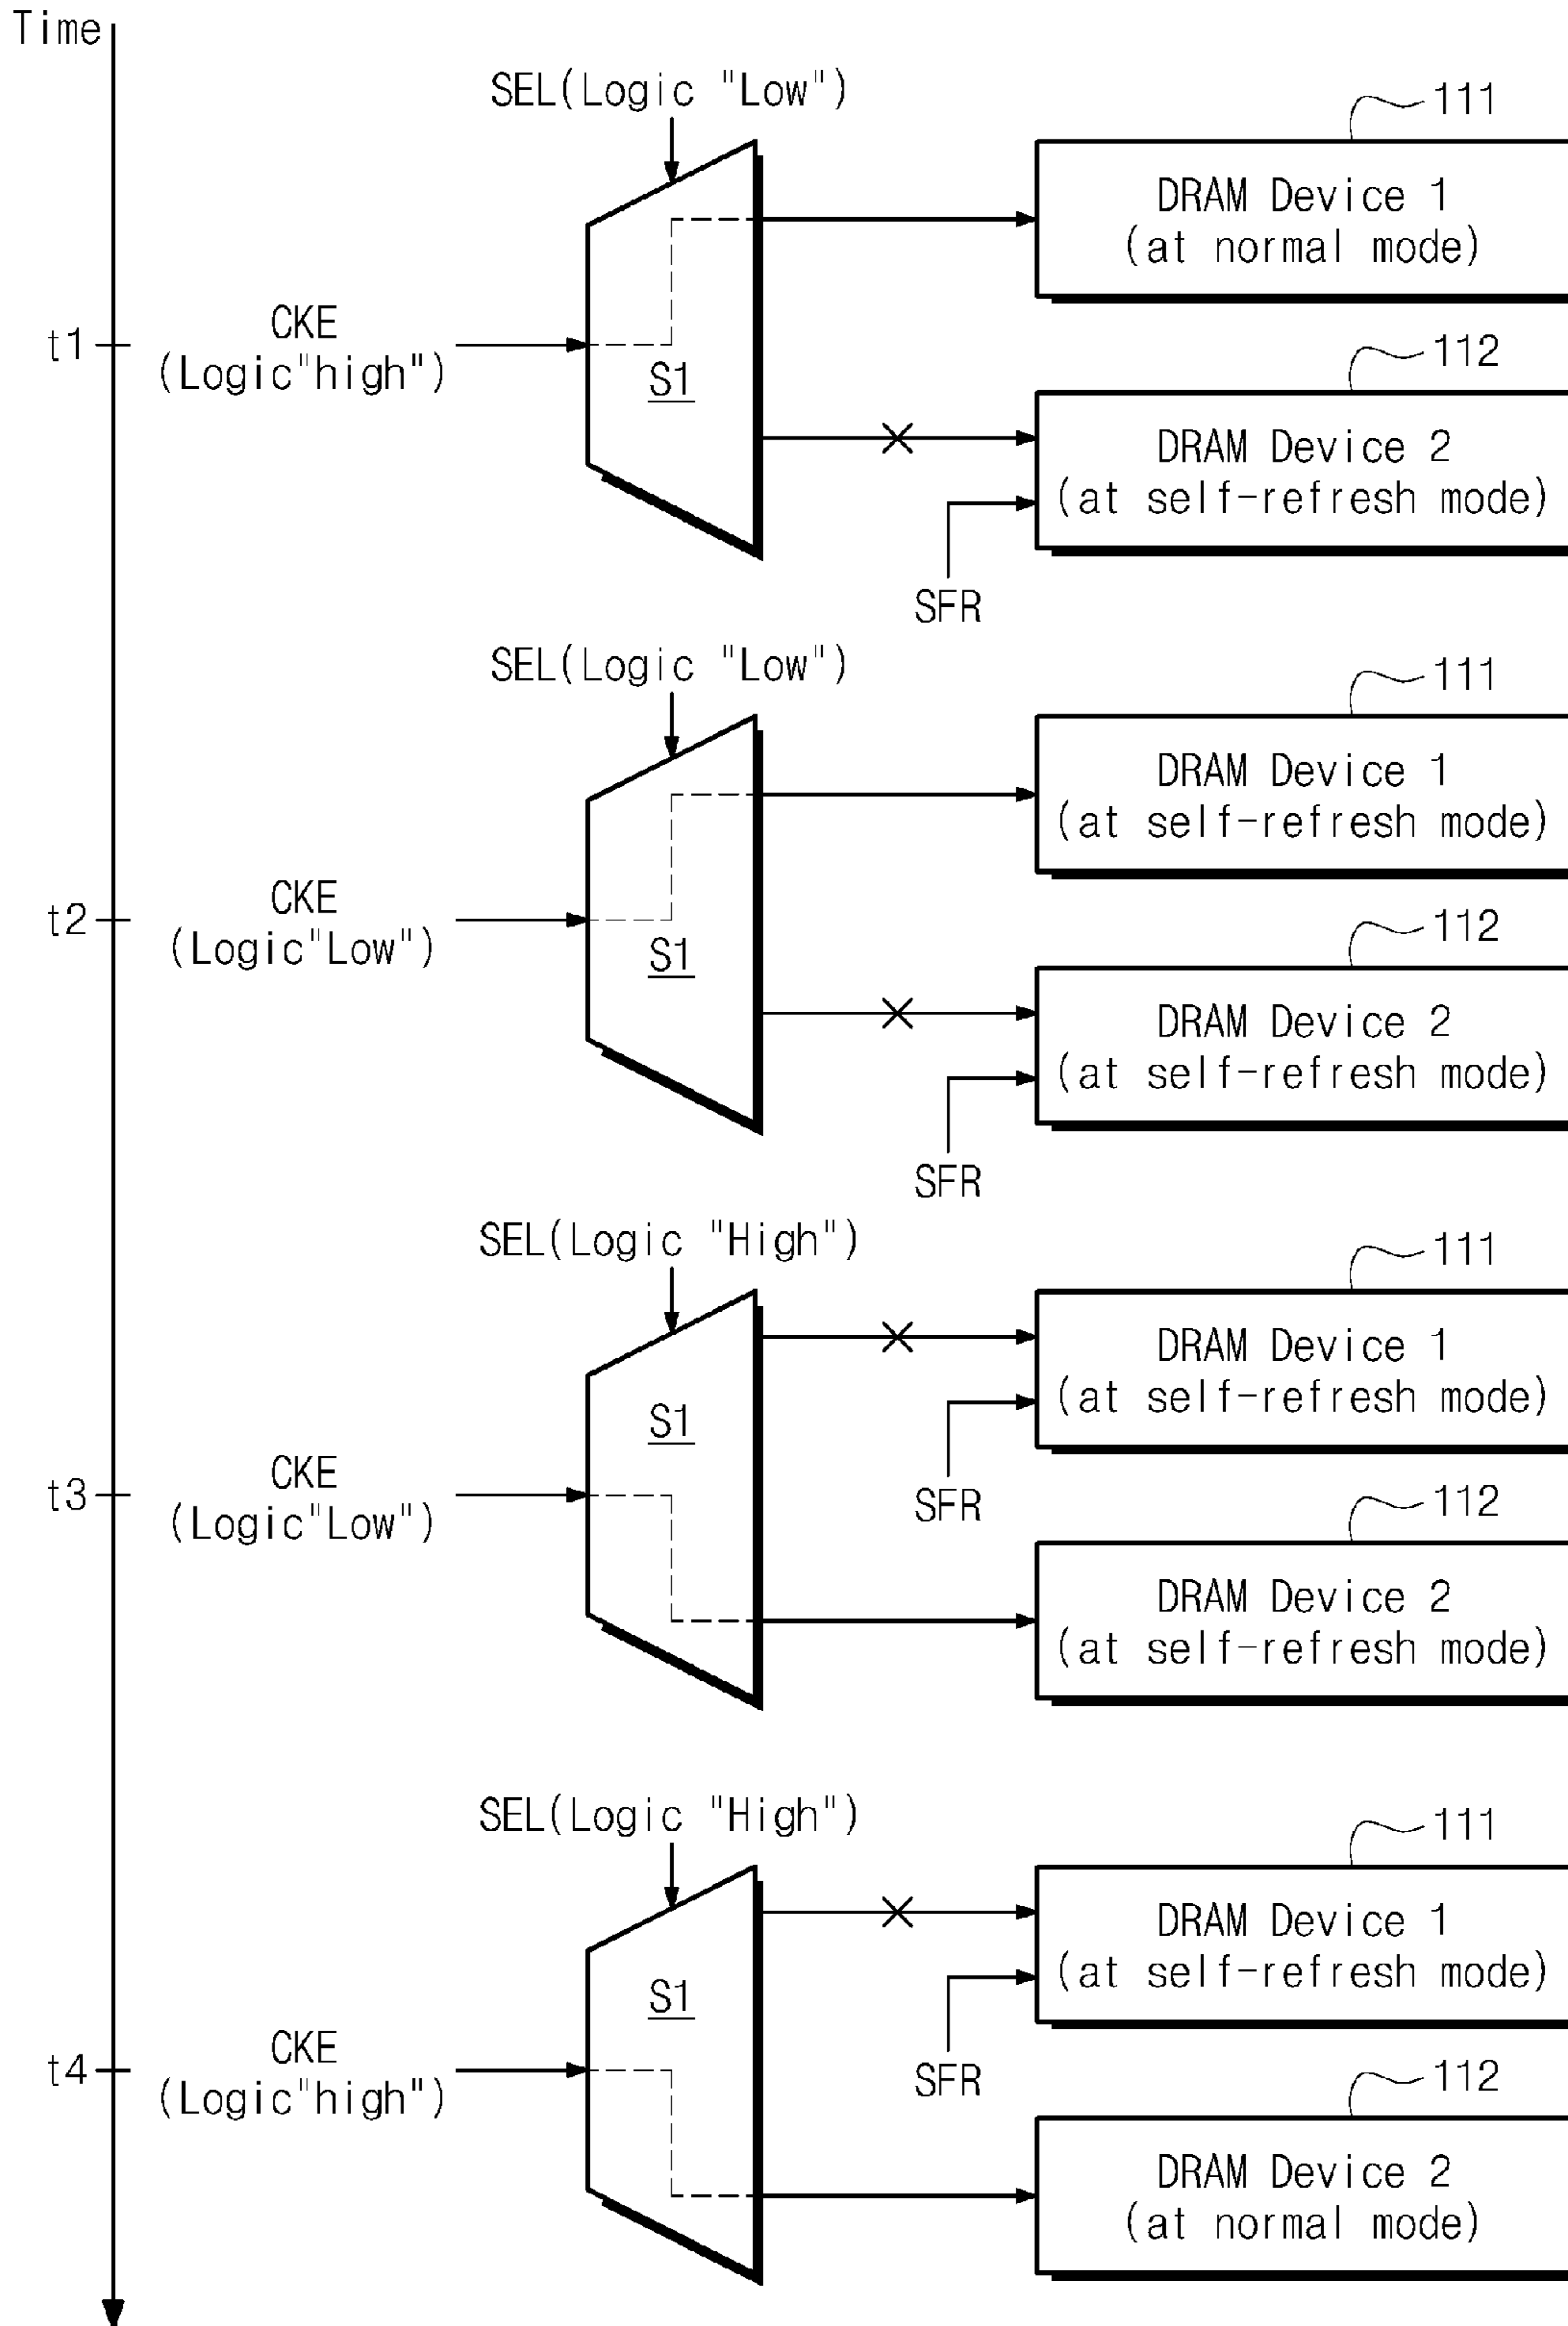 Time
SEL(Logic "Low")
111
DRAM Device 1
(at normal mode)
t1
CKE
(Logic"high")
S1
112
DRAM Device 2
(at self-refresh mode)
SFR
SEL(Logic "Low")
111
DRAM Device 1
(at self-refresh mode)
t2
CKE
(Logic"Low")
S1
112
DRAM Device 2
(at self-refresh mode)
SFR
SEL(Logic "High")
111
DRAM Device 1
(at self-refresh mode)
S1
t3
CKE
(Logic"Low")
SFR
112
DRAM Device 2
(at self-refresh mode)
SEL(Logic "High")
111
DRAM Device 1
(at self-refresh mode)
S1
t4
CKE
(Logic"high")
SFR
112
DRAM Device 2
(at normal mode)